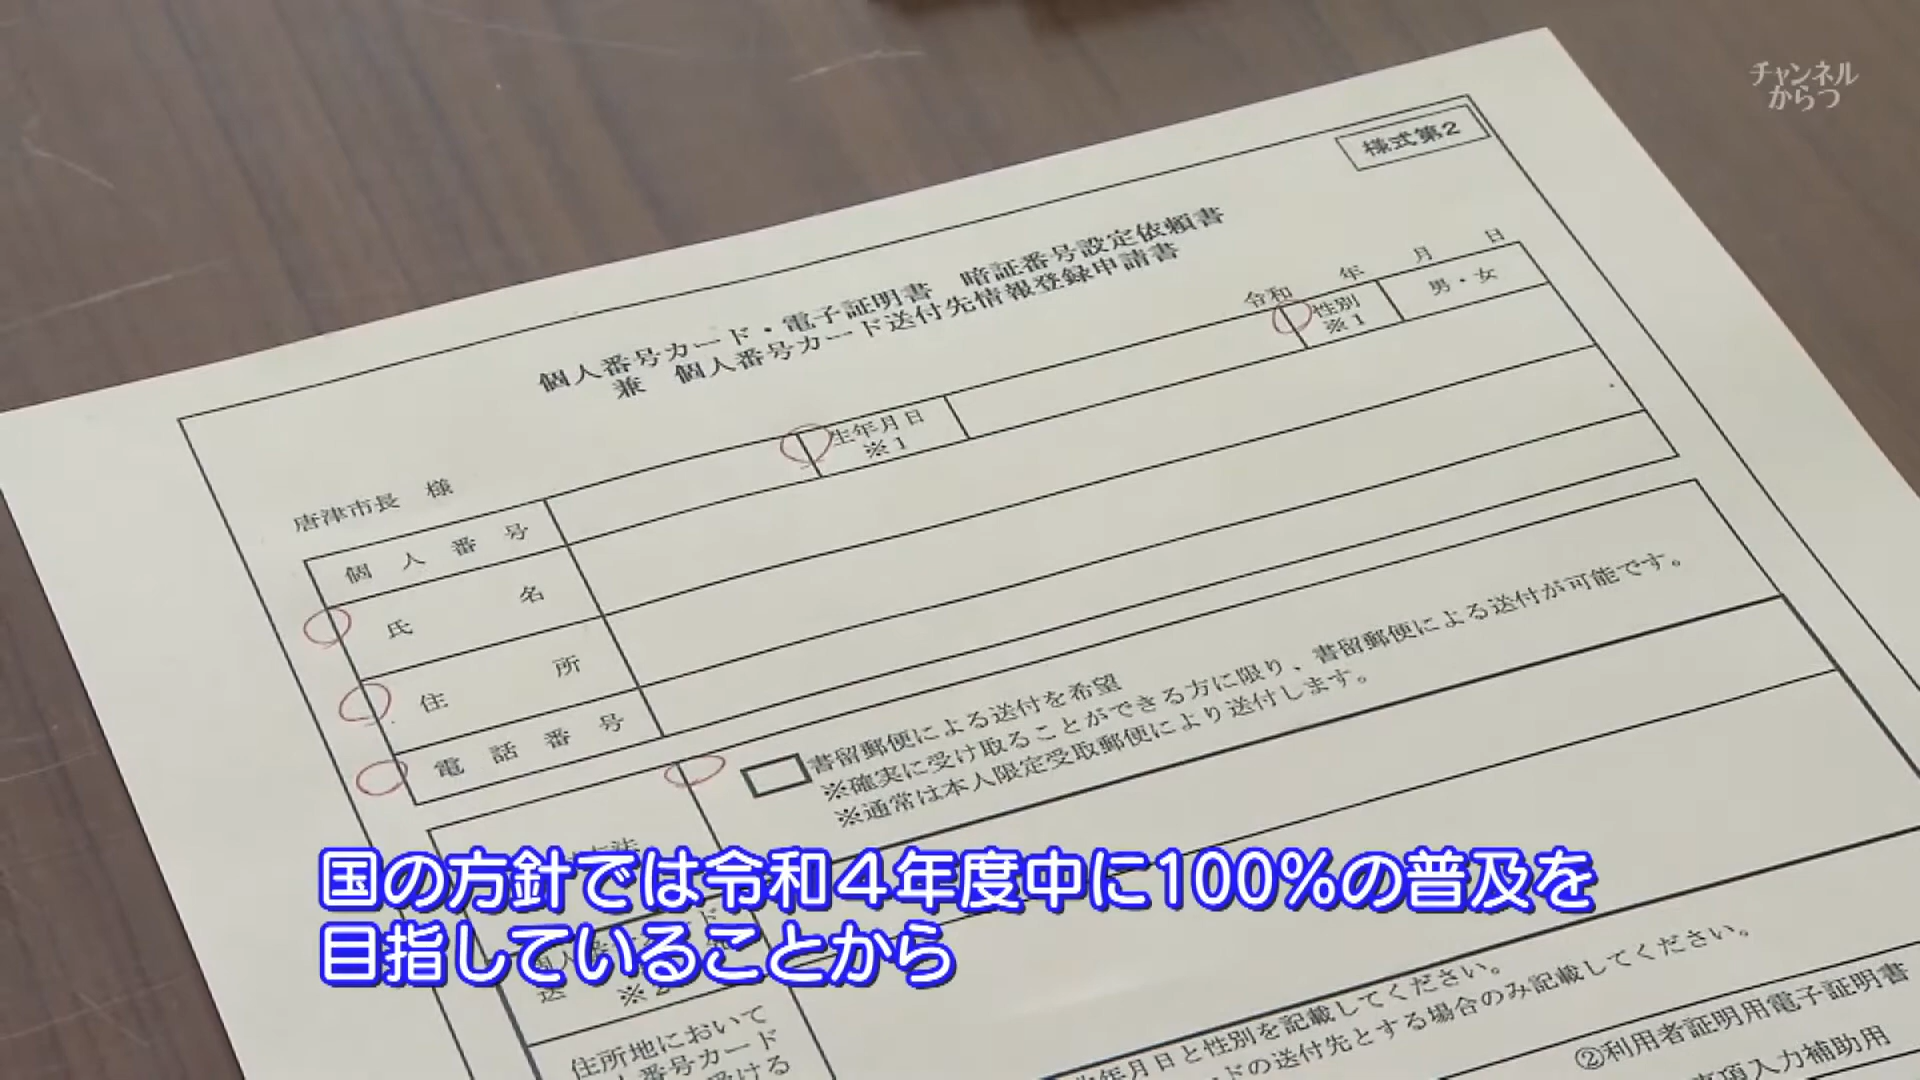 チャンネル
からつ
様式第2
個人番号カード・電子証明書 暗証番号設定依頼書
兼 個人番号カード送付先情報登録申請書
令和 年 月 日
唐津市長 様
個人番号
生年月日
※1
性別
※1
男・女
氏名
住所
電話番号
書留郵便による送付を希望
※確実に受け取ることができる方に限り、書留郵便による送付が可能です。
※通常は本人限定受取郵便により送付します。
国の方針では令和4年度中に100%の普及を
目指していることから
送
※2
住所地において
番号カード
受ける
年月日と性別を記載してください。
ドの送付先とする場合のみ記載してください。
②利用者証明用電子証明書
事項入力補助用